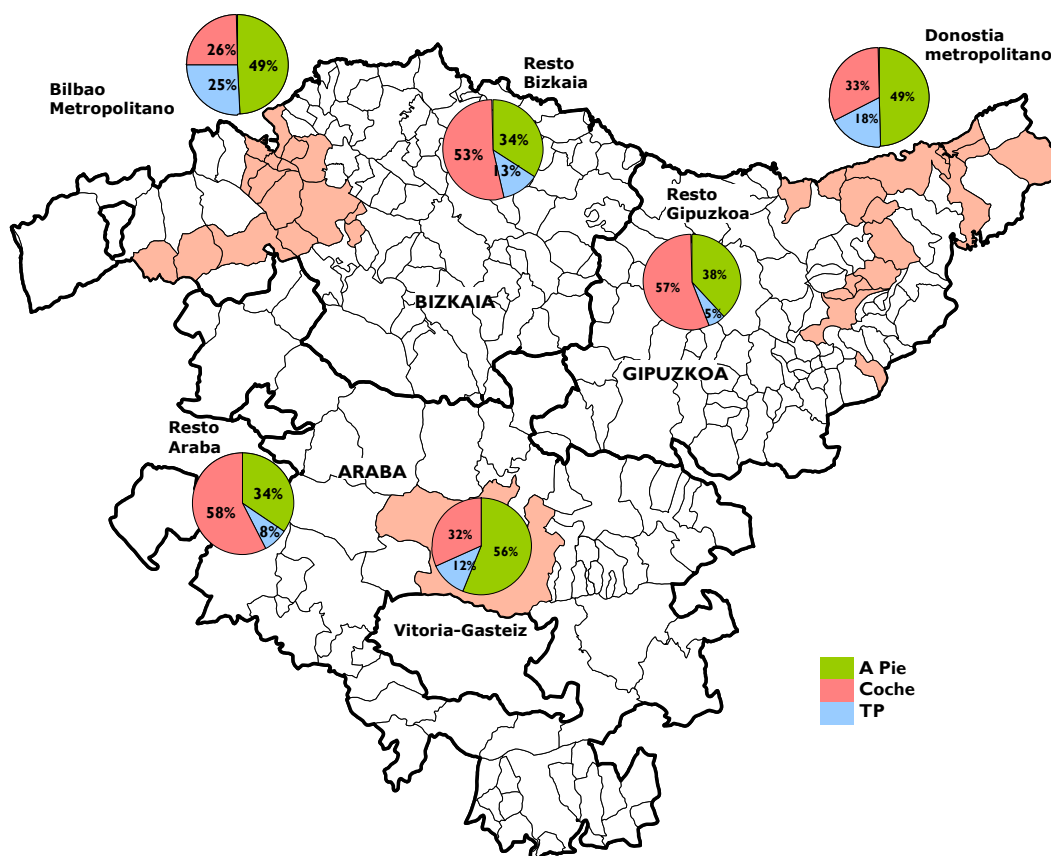 Bilbao
Metropolitano
26%
49%
25%
Resto
Bizkaia
53%
34%
13%
Donostia
metropolitano
33%
49%
18%
Resto
Gipuzkoa
57%
38%
5%
BIZKAIA
GIPUZKOA
Resto
Araba
58%
34%
8%
ARABA
32%
56%
12%
Vitoria-Gasteiz
A Pie
Coche
TP